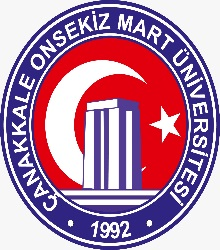 ÇANAKKALE ONSEKİZ MART ÜNİVERSİTESİ
• 1992 •